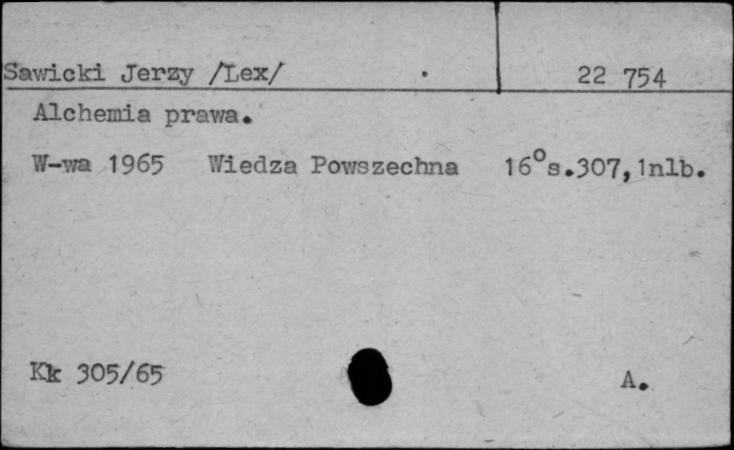 Sawicki Jerzy /Lex/ 22 754
Alchemia prawa.
W-wa 1965 Wiedza Powszechna 16°s.307,1nlb.
Kk 305/65 A.